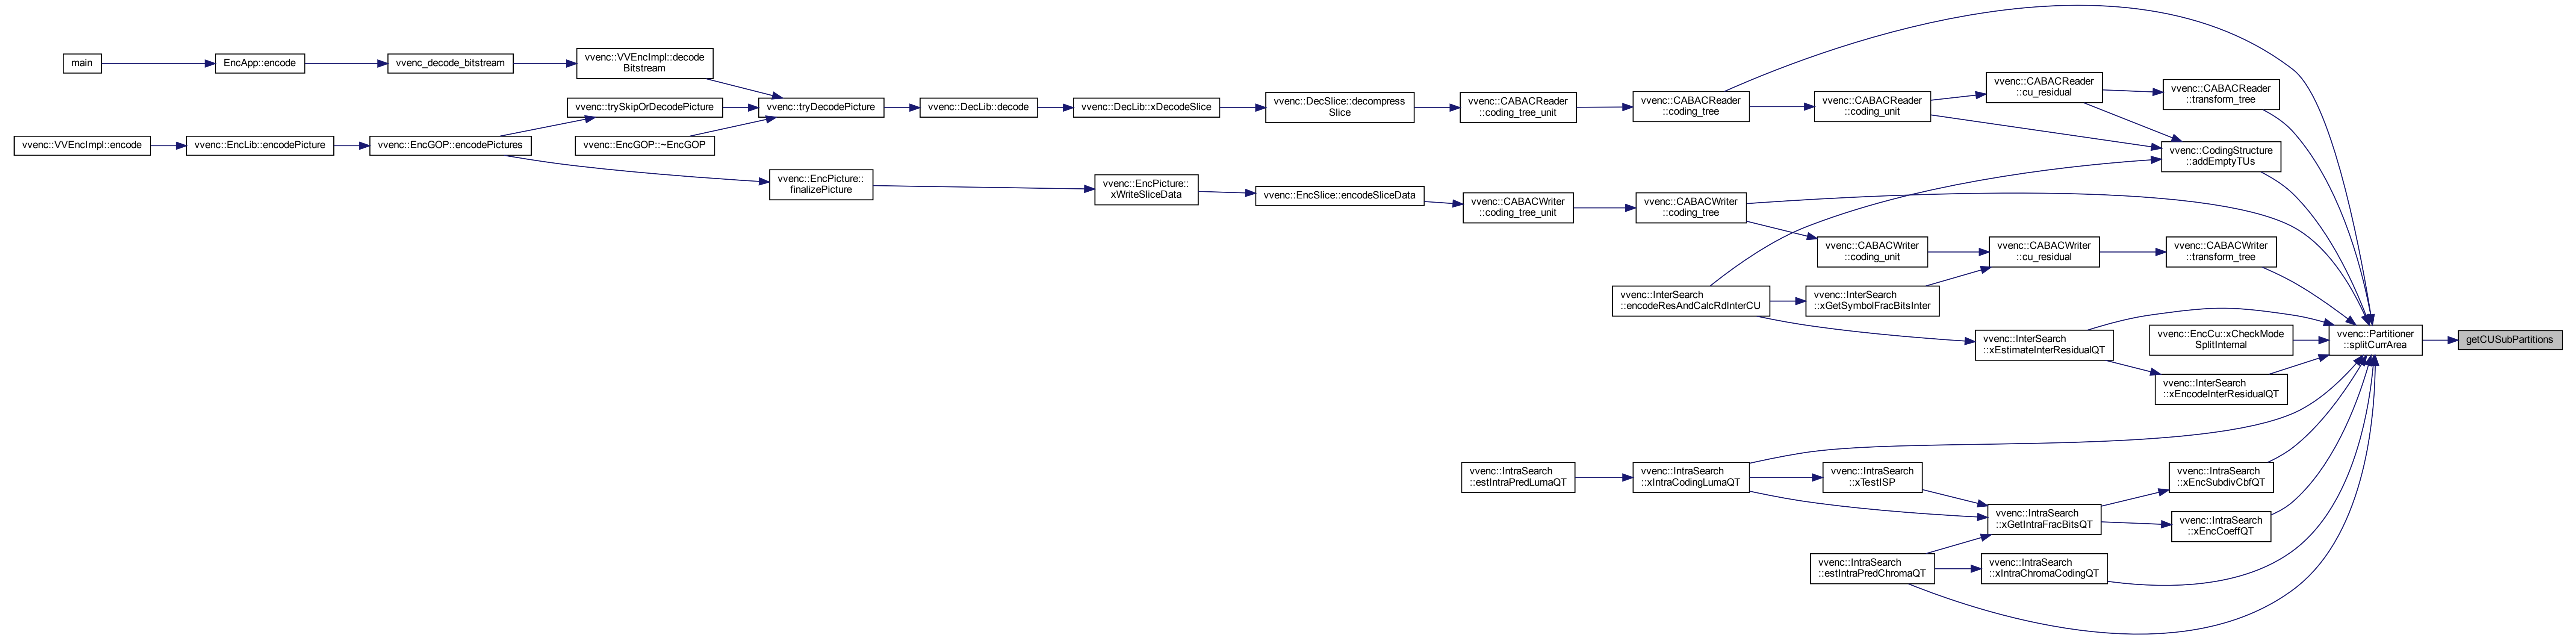 main
EncApp::encode
vvenc_decode_bitstream
vvenc::VVEncImpl::decode
Bitstream
vvenc::trySkipOrDecodePicture
vvenc::tryDecodePicture
vvenc::DecLib::decode
vvenc::DecLib::xDecodeSlice
vvenc::DecSlice::decompress
Slice
vvenc::CABACReader
::coding_tree_unit
vvenc::CABACReader
::coding_tree
vvenc::CABACReader
::coding_unit
vvenc::CABACReader
::cu_residual
vvenc::CABACReader
::transform_tree
vvenc::VVEncImpl::encode
vvenc::EncLib::encodePicture
vvenc::EncGOP::encodePictures
vvenc::EncGOP::~EncGOP
vvenc::CodingStructure
::addEmptyTUs
vvenc::EncPicture::
finalizePicture
vvenc::EncPicture::
xWriteSliceData
vvenc::EncSlice::encodeSliceData
vvenc::CABACWriter
::coding_tree_unit
vvenc::CABACWriter
::coding_tree
vvenc::CABACWriter
::coding_unit
vvenc::CABACWriter
::cu_residual
vvenc::CABACWriter
::transform_tree
vvenc::InterSearch
::encodeResAndCalcRdInterCU
vvenc::InterSearch
::xGetSymbolFracBitsInter
vvenc::InterSearch
::xEstimateInterResidualQT
vvenc::EncCu::xCheckMode
SplitInternal
vvenc::Partitioner
::splitCurrArea
getCUSubPartitions
vvenc::InterSearch
::xEncodeInterResidualQT
vvenc::IntraSearch
::estIntraPredLumaQT
vvenc::IntraSearch
::xIntraCodingLumaQT
vvenc::IntraSearch
::xTestISP
vvenc::IntraSearch
::xEncSubdivCbfQT
vvenc::IntraSearch
::xGetIntraFracBitsQT
vvenc::IntraSearch
::xEncCoeffQT
vvenc::IntraSearch
::estIntraPredChromaQT
vvenc::IntraSearch
::xIntraChromaCodingQT